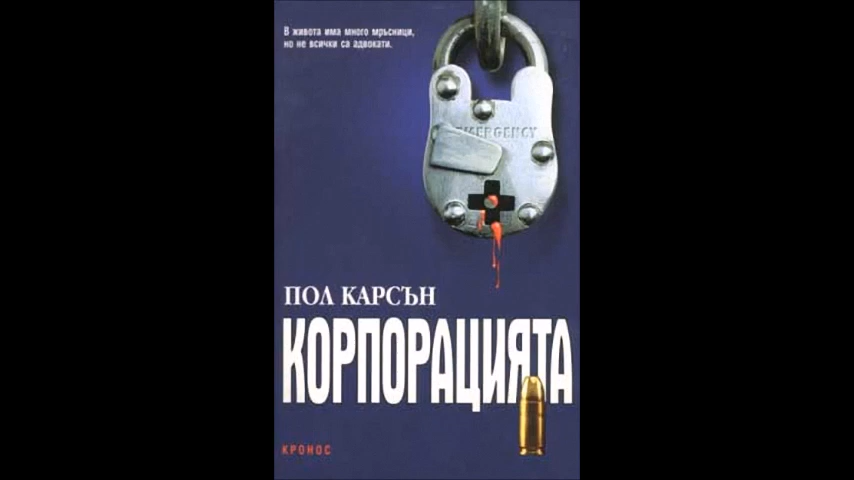 В живота има много мръсници,
но не всички са адвокати.
EMERGENCY
ПОЛ КАРСЪН
КОРПОРАЦИЯТА
КРОНОС